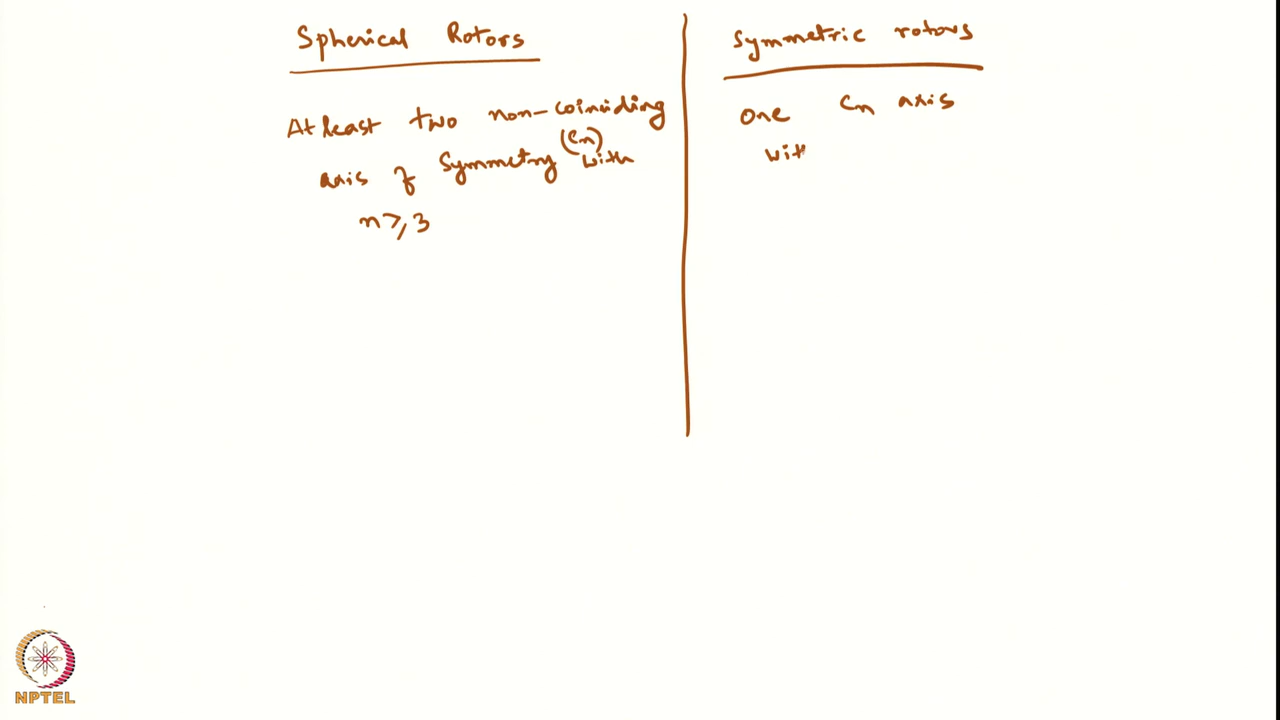 Spherical Rotors
At least two non-coinciding
axis of Symmetry (Cn) with
n ≥ 3
Symmetric rotors
One Cn axis
wit
NPTEL